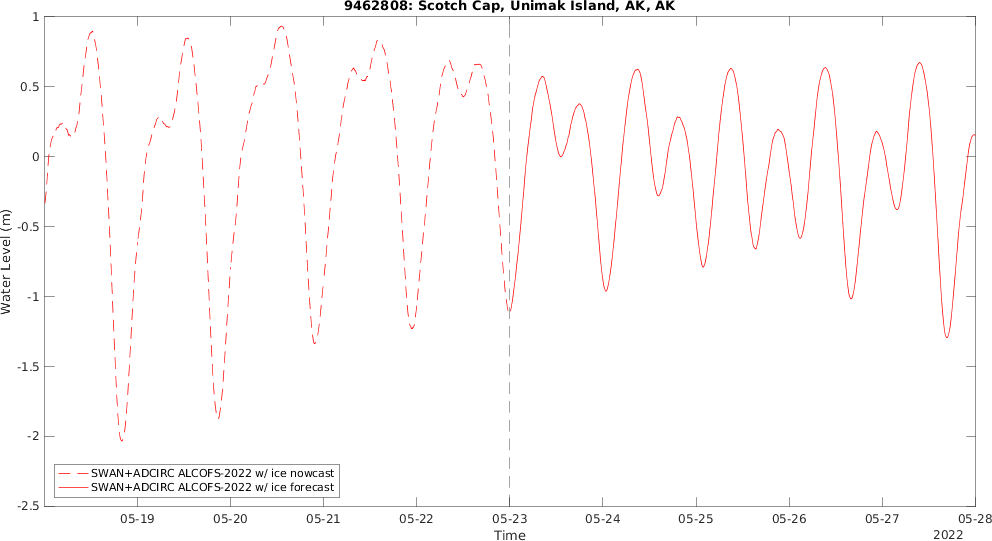 9462808: Scotch Cap, Unimak Island, AK, AK
Water Level (m)
1
0.5
0
-0.5
-1
-1.5
-2
-2.5
SWAN+ADCIRC ALCOFS-2022 w/ ice nowcast
SWAN+ADCIRC ALCOFS-2022 w/ ice forecast
05-19 05-20 05-21 05-22 05-23 05-24 05-25 05-26 05-27 05-28
Time
2022